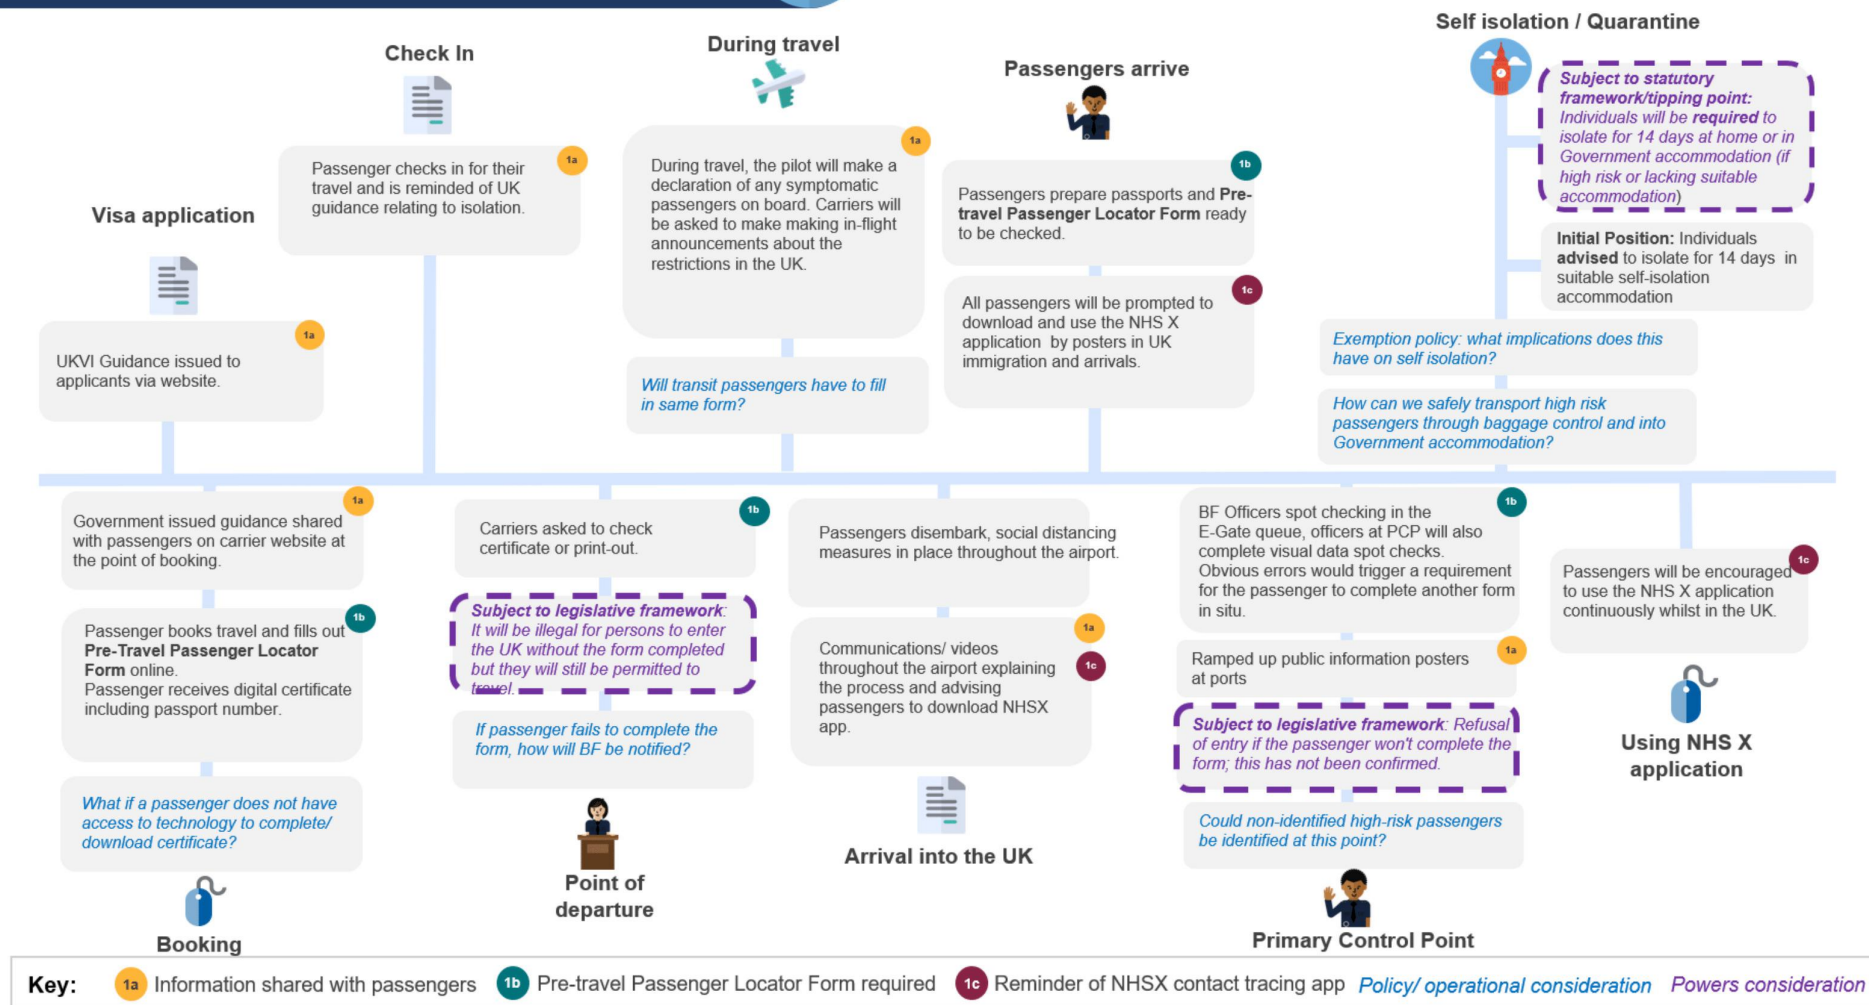 Visa application
1a
UKVI Guidance issued to
applicants via website.
Check In
1a
Passenger checks in for their
travel and is reminded of UK
guidance relating to isolation.
During travel
1a
During travel, the pilot will make a
declaration of any symptomatic
passengers on board. Carriers will
be asked to make making in-flight
announcements about the
restrictions in the UK.
Will transit passengers have to fill
in same form?
Passengers arrive
1b
Passengers prepare passports and Pre-
travel Passenger Locator Form ready
to be checked.
1c
All passengers will be prompted to
download and use the NHS X
application by posters in UK
immigration and arrivals.
Self isolation / Quarantine
Subject to statutory
framework/tipping point:
Individuals will be required to
isolate for 14 days at home or in
Government accommodation (if
high risk or lacking suitable
accommodation)
Initial Position: Individuals
advised to isolate for 14 days in
suitable self-isolation
accommodation
Exemption policy: what implications does this
have on self isolation?
How can we safely transport high risk
passengers through baggage control and into
Government accommodation?
1a
Government issued guidance shared
with passengers on carrier website at
the point of booking.
1b
Passenger books travel and fills out
Pre-Travel Passenger Locator
Form online.
Passenger receives digital certificate
including passport number.
What if a passenger does not have
access to technology to complete/
download certificate?
Booking
1b
Carriers asked to check
certificate or print-out.
Subject to legislative framework:
It will be illegal for persons to enter
the UK without the form completed
but they will still be permitted to
travel.
If passenger fails to complete the
form, how will BF be notified?
Point of
departure
Passengers disembark, social distancing
measures in place throughout the airport.
1a
1c
Communications/ videos
throughout the airport explaining
the process and advising
passengers to download NHSX
app.
Arrival into the UK
1b
BF Officers spot checking in the
E-Gate queue, officers at PCP will also
complete visual data spot checks.
Obvious errors would trigger a requirement
for the passenger to complete another form
in situ.
1a
Ramped up public information posters
at ports
Subject to legislative framework: Refusal
of entry if the passenger won't complete the
form; this has not been confirmed.
Could non-identified high-risk passengers
be identified at this point?
Primary Control Point
1c
Passengers will be encouraged
to use the NHS X application
continuously whilst in the UK.
Using NHS X
application
Key: 1a Information shared with passengers 1b Pre-travel Passenger Locator Form required 1c Reminder of NHSX contact tracing app Policy/ operational consideration Powers consideration